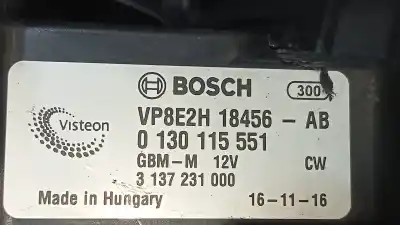 BOSCH 300
Visteon
VP8E2H 18456 - AB
0 130 115 551
GBM-M 12V CW
3 137 231 000
Made in Hungary 16-11-16